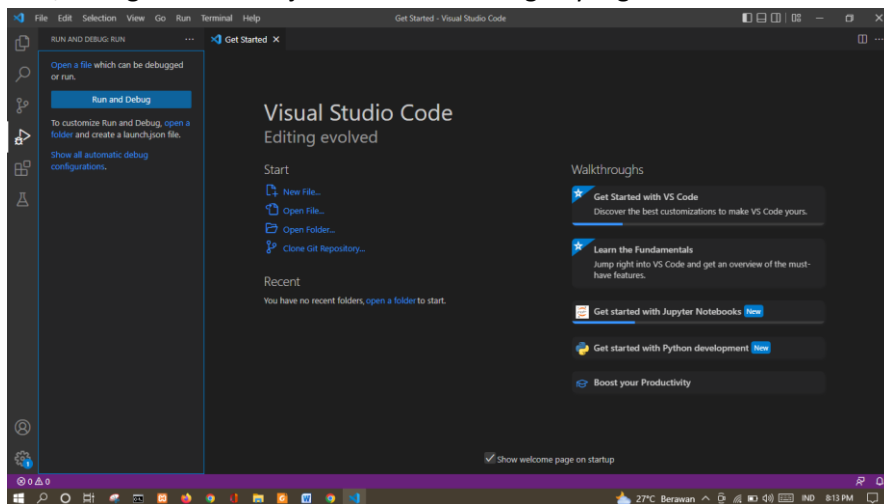 File Edit Selection View Go Run Terminal Help
Get Started - Visual Studio Code
RUN AND DEBUG: RUN
Get Started
Open a file which can be debugged
or run.
Run and Debug
To customize Run and Debug, open a
folder and create a launch.json file.
Show all automatic debug
configurations.
Visual Studio Code
Editing evolved
Start
New File...
Open File...
Open Folder...
Clone Git Repository...
Recent
You have no recent folders, open a folder to start.
Walkthroughs
Get Started with VS Code
Discover the best customizations to make VS Code yours.
Learn the Fundamentals
Jump right into VS Code and get an overview of the must-
have features.
Get started with Jupyter Notebooks New
Get started with Python development New
Boost your Productivity
Show welcome page on startup
0 0
27°C Berawan
IND
8:13 PM